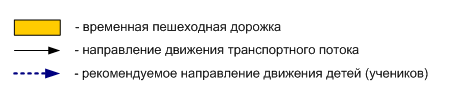 - временная пешеходная дорожка
- направление движения транспортного потока
- рекомендуемое направление движения детей (учеников)